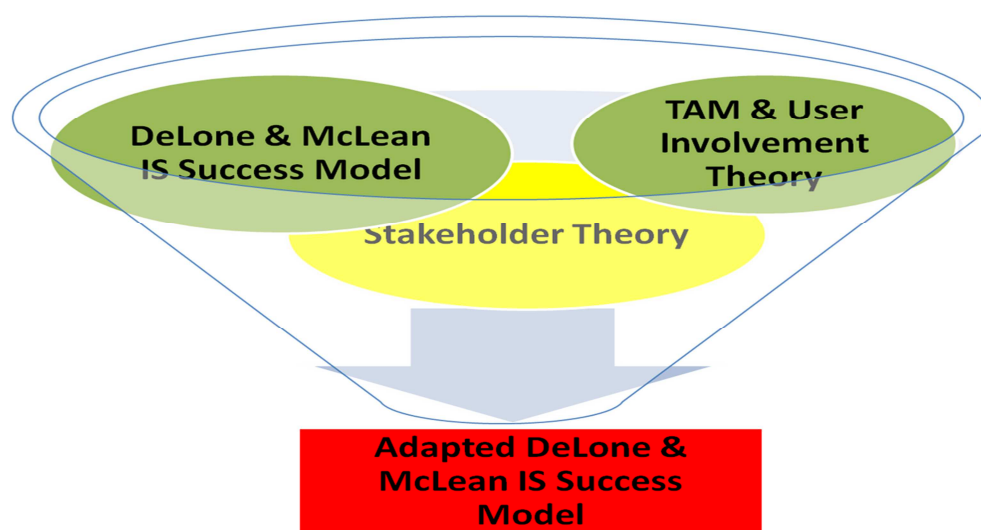 DeLone & McLean
IS Success Model
TAM & User
Involvement
Theory
Stakeholder Theory
Adapted DeLone &
McLean IS Success
Model